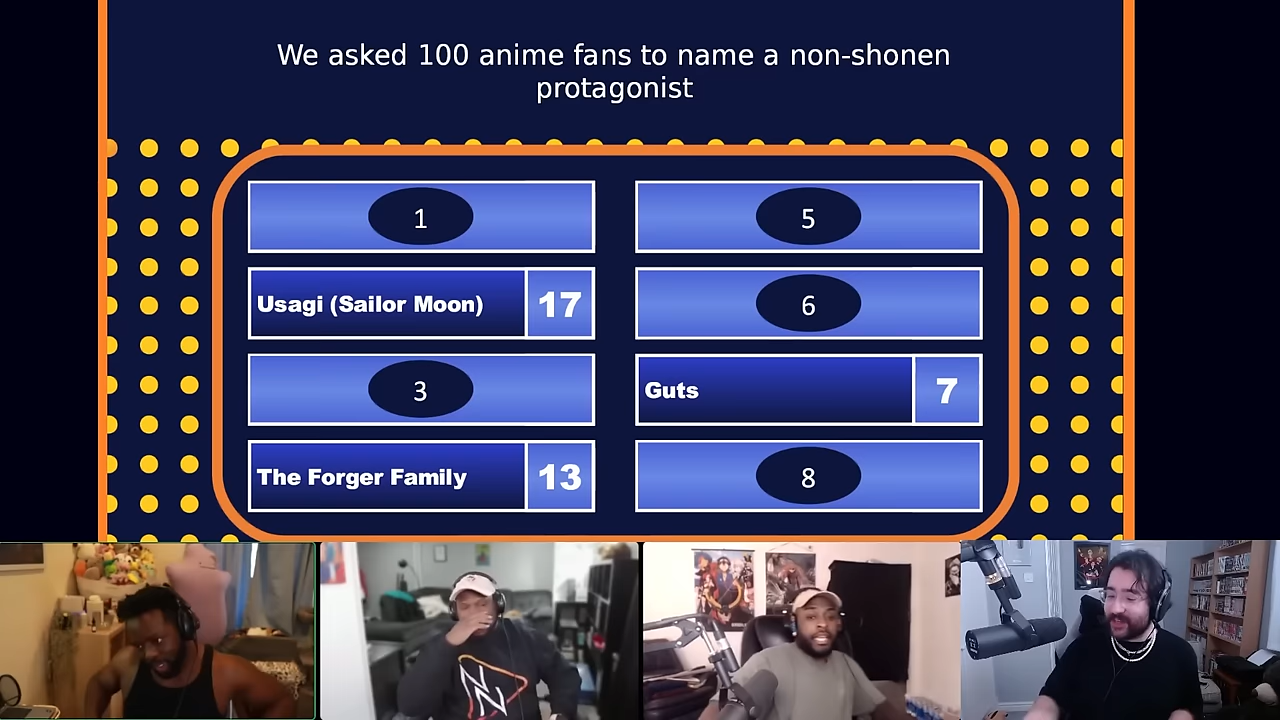 We asked 100 anime fans to name a non-shonen
protagonist
1
Usagi (Sailor Moon) 17
3
The Forger Family 13
5
6
Guts 7
8